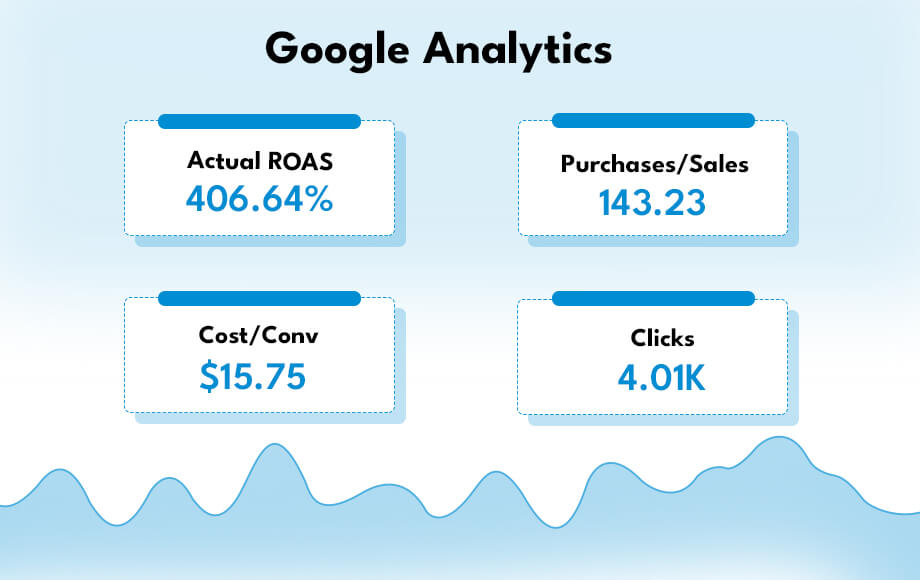 Google Analytics
Actual ROAS
406.64%
Purchases/Sales
143.23
Cost/Conv
$15.75
Clicks
4.01K